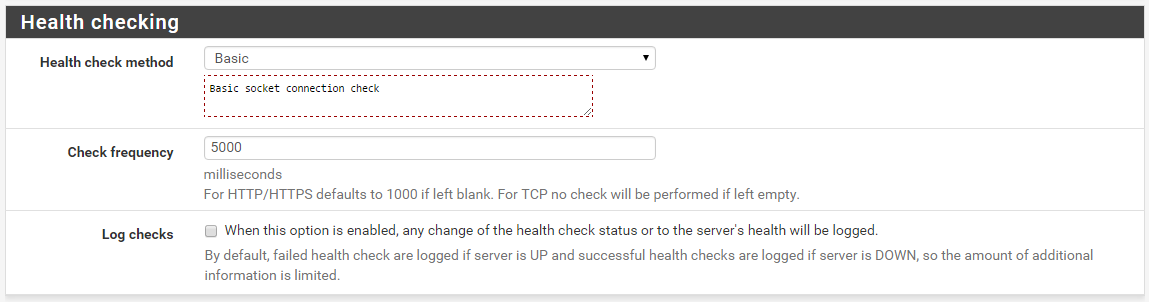 Health checking
Health check method
Basic
Basic socket connection check
Check frequency
5000
milliseconds
For HTTP/HTTPS defaults to 1000 if left blank. For TCP no check will be performed if left empty.
Log checks
When this option is enabled, any change of the health check status or to the server's health will be logged.
By default, failed health check are logged if server is UP and successful health checks are logged if server is DOWN, so the amount of additional
information is limited.